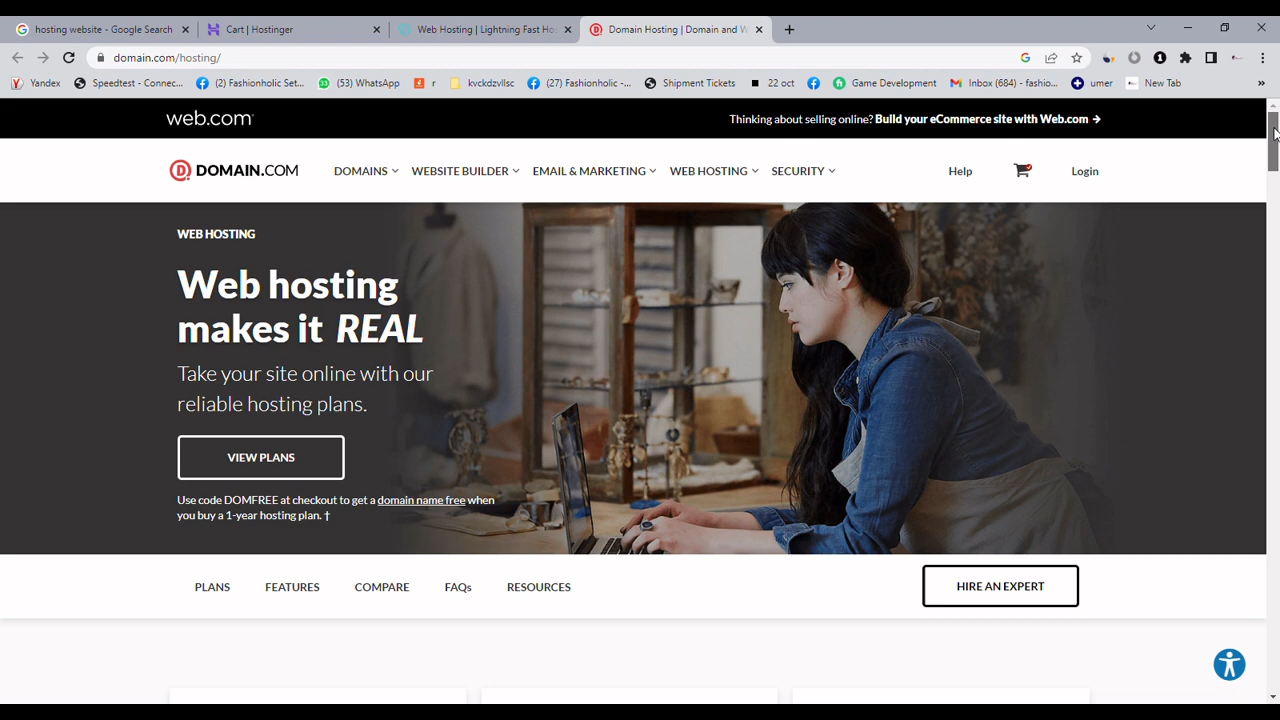 hosting website - Google Search
Cart | Hostinger
Web Hosting | Lightning Fast Ho
Domain Hosting | Domain and W
domain.com/hosting/
Yandex
Speedtest - Connec...
(2) Fashionholic Set...
(53) WhatsApp
r
kvckdzvllsc
(27) Fashionholic -...
Shipment Tickets
22 oct
Game Development
Inbox (684) - fashio...
umer
New Tab
»
web.com
Thinking about selling online? Build your eCommerce site with Web.com →
DOMAIN.COM
DOMAINS
WEBSITE BUILDER
EMAIL & MARKETING
WEB HOSTING
SECURITY
Help
Login
WEB HOSTING
Web hosting
makes it REAL
Take your site online with our
reliable hosting plans.
VIEW PLANS
Use code DOMFREE at checkout to get a domain name free when
you buy a 1-year hosting plan. †
PLANS
FEATURES
COMPARE
FAQs
RESOURCES
HIRE AN EXPERT